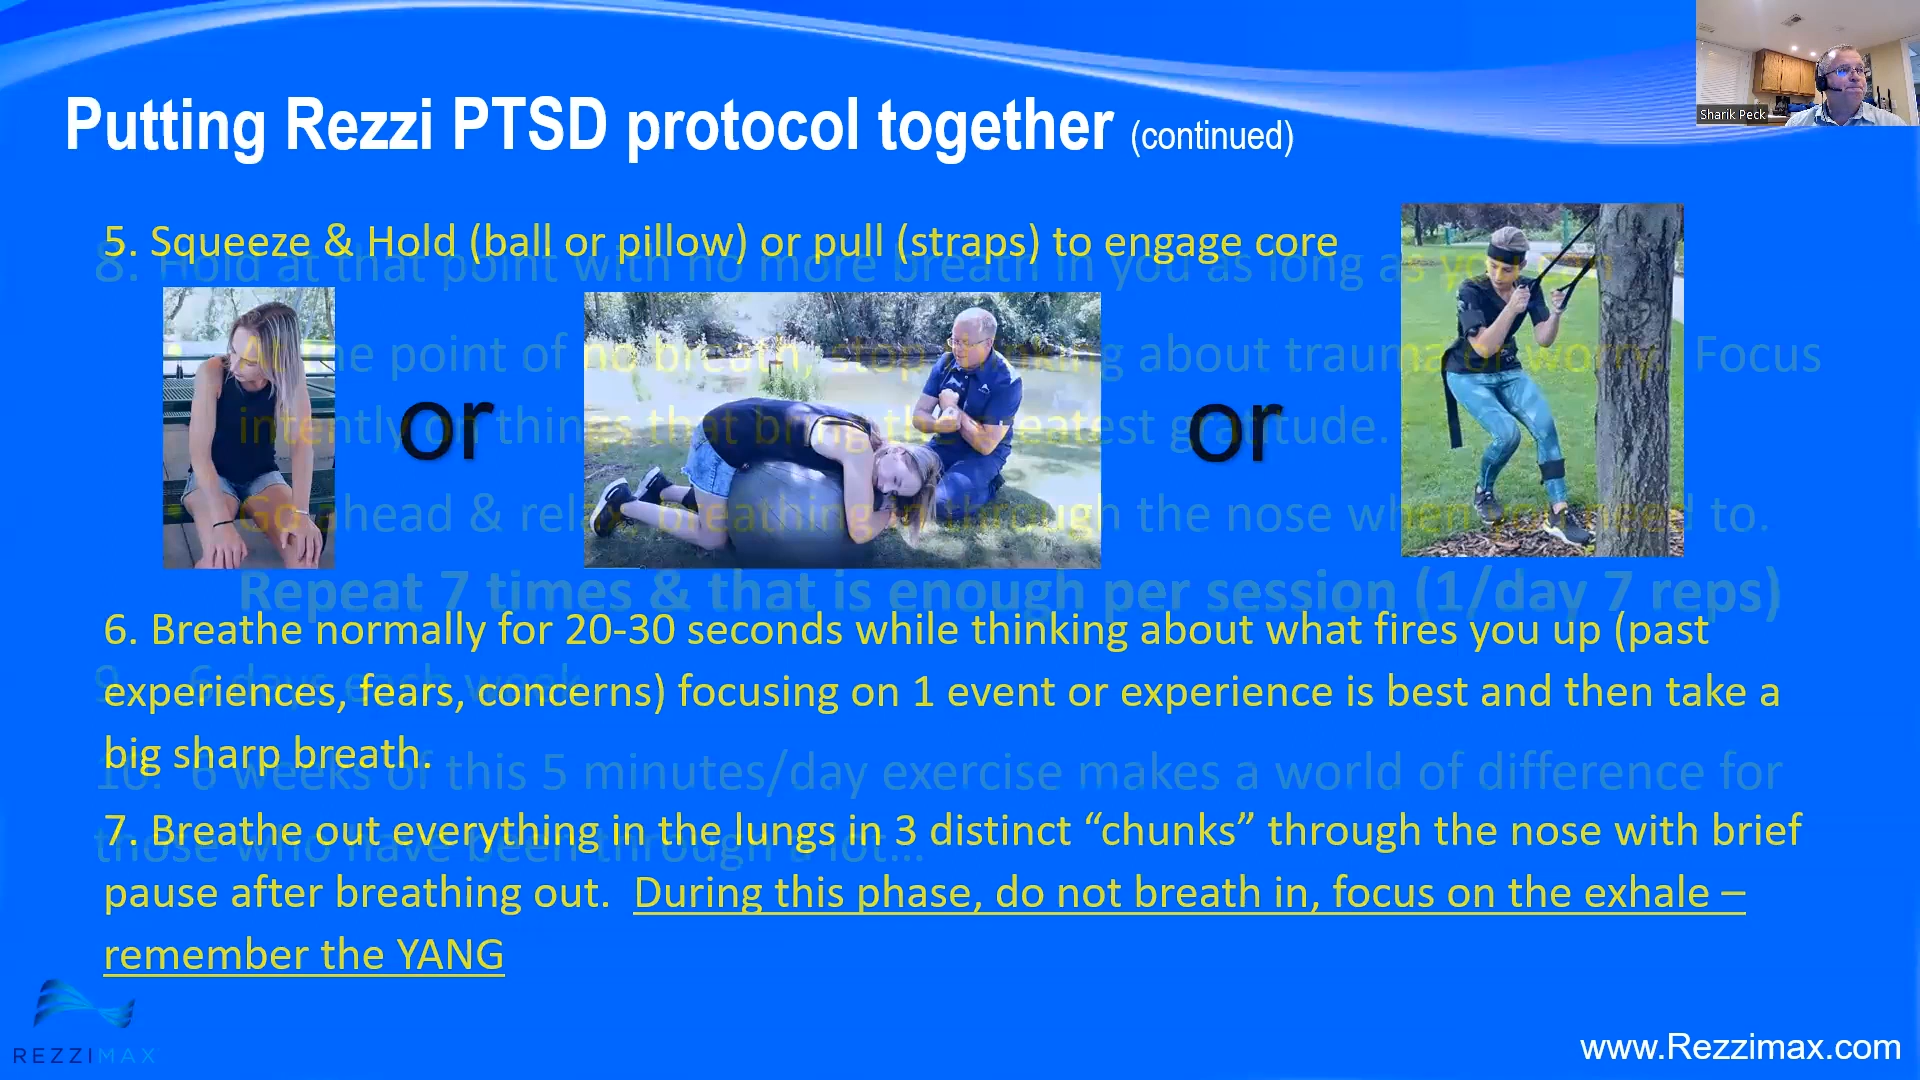 Sharik Peck
Putting Rezzi PTSD protocol together (continued)
5. Squeeze & Hold (ball or pillow) or pull (straps) to engage core
8. Hold at that point with no more breath in you as long as you
At the point of no breath, stop thinking about trauma or worry. Focus
or
or
intently on things that bring the greatest gratitude.
Go ahead & relax, breathing in through the nose when you need to.
Repeat 7 times & that is enough per session (1/day 7 reps)
6. Breathe normally for 20-30 seconds while thinking about what fires you up (past
9. 6 days each week
experiences, fears, concerns) focusing on 1 event or experience is best and then take a
big sharp breath.
10. 6 weeks of this 5 minutes/day exercise makes a world of difference for
7. Breathe out everything in the lungs in 3 distinct “chunks” through the nose with brief
those who have been through a lot...
pause after breathing out. During this phase, do not breath in, focus on the exhale –
remember the YANG
REZZIMAX
www.Rezzimax.com